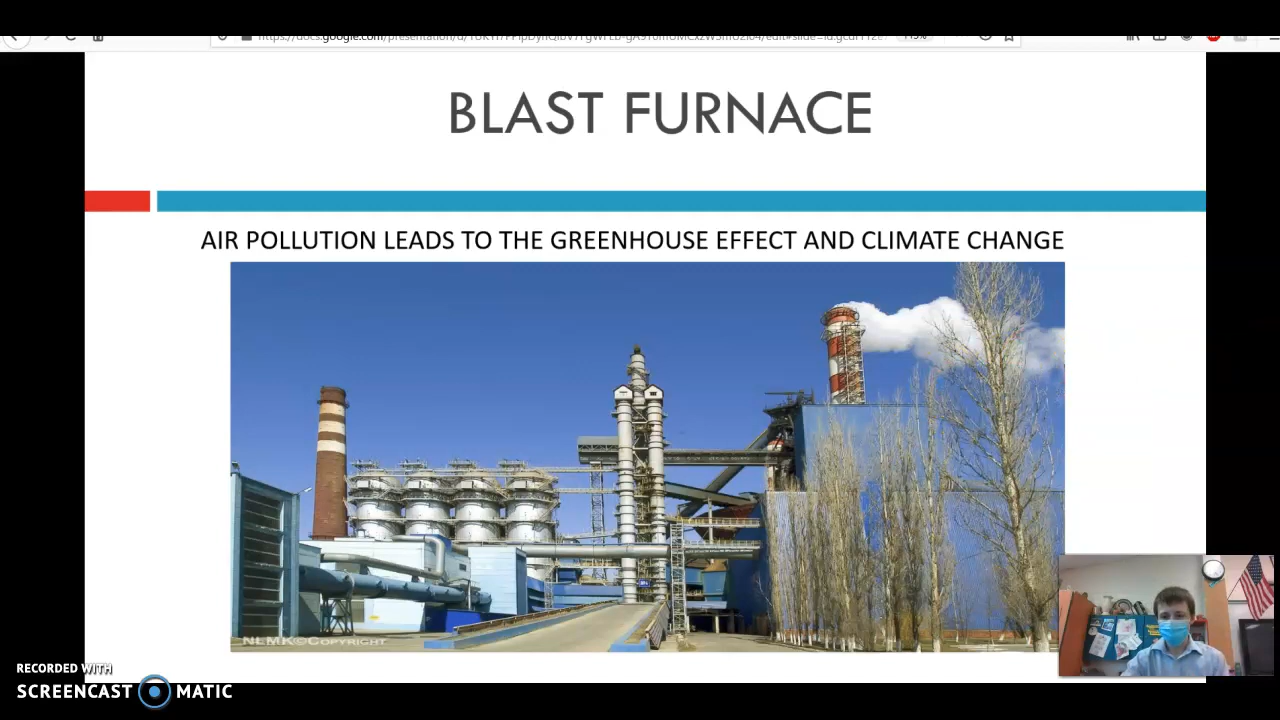 BLAST FURNACE
AIR POLLUTION LEADS TO THE GREENHOUSE EFFECT AND CLIMATE CHANGE
NLMK©COPYRIGHT
RECORDED WITH
SCREENCAST MATIC